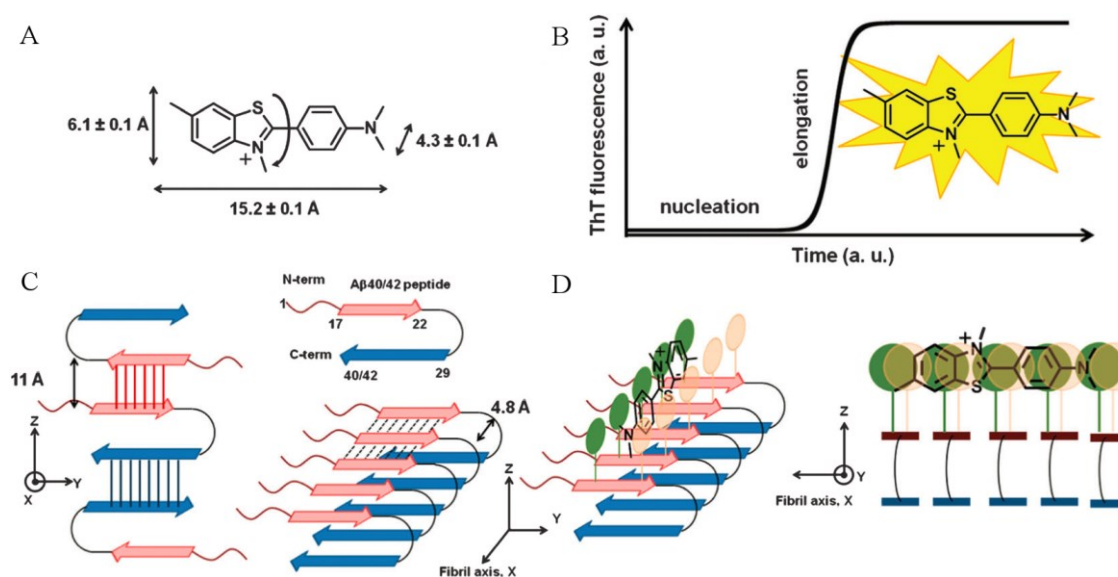 A
6.1 ± 0.1 A
S
N
+
N
4.3 ± 0.1 A
15.2 ± 0.1 A
B
ThT fluorescence (a. u.)
nucleation
elongation
S
N
+
N
Time (a. u.)
C
11 A
Z
Y
X
N-term
Aβ40/42 peptide
1
17
22
C-term
40/42
29
4.8 A
Z
Y
Fibril axis, X
D
+
N
S
N
Z
Y
Fibril axis, X
+
N
S
N